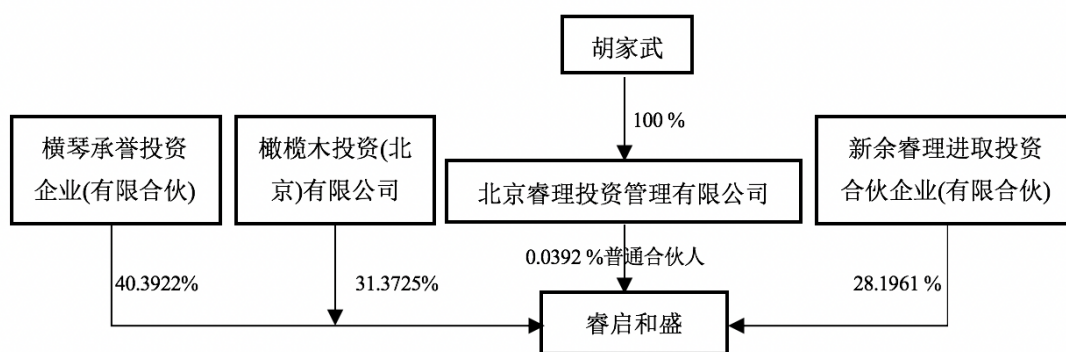 胡家武
100 %
横琴承誉投资
企业(有限合伙)
橄榄木投资(北
京)有限公司
北京睿理投资管理有限公司
新余睿理进取投资
合伙企业(有限合伙)
0.0392 %普通合伙人
40.3922%
31.3725%
28.1961 %
睿启和盛